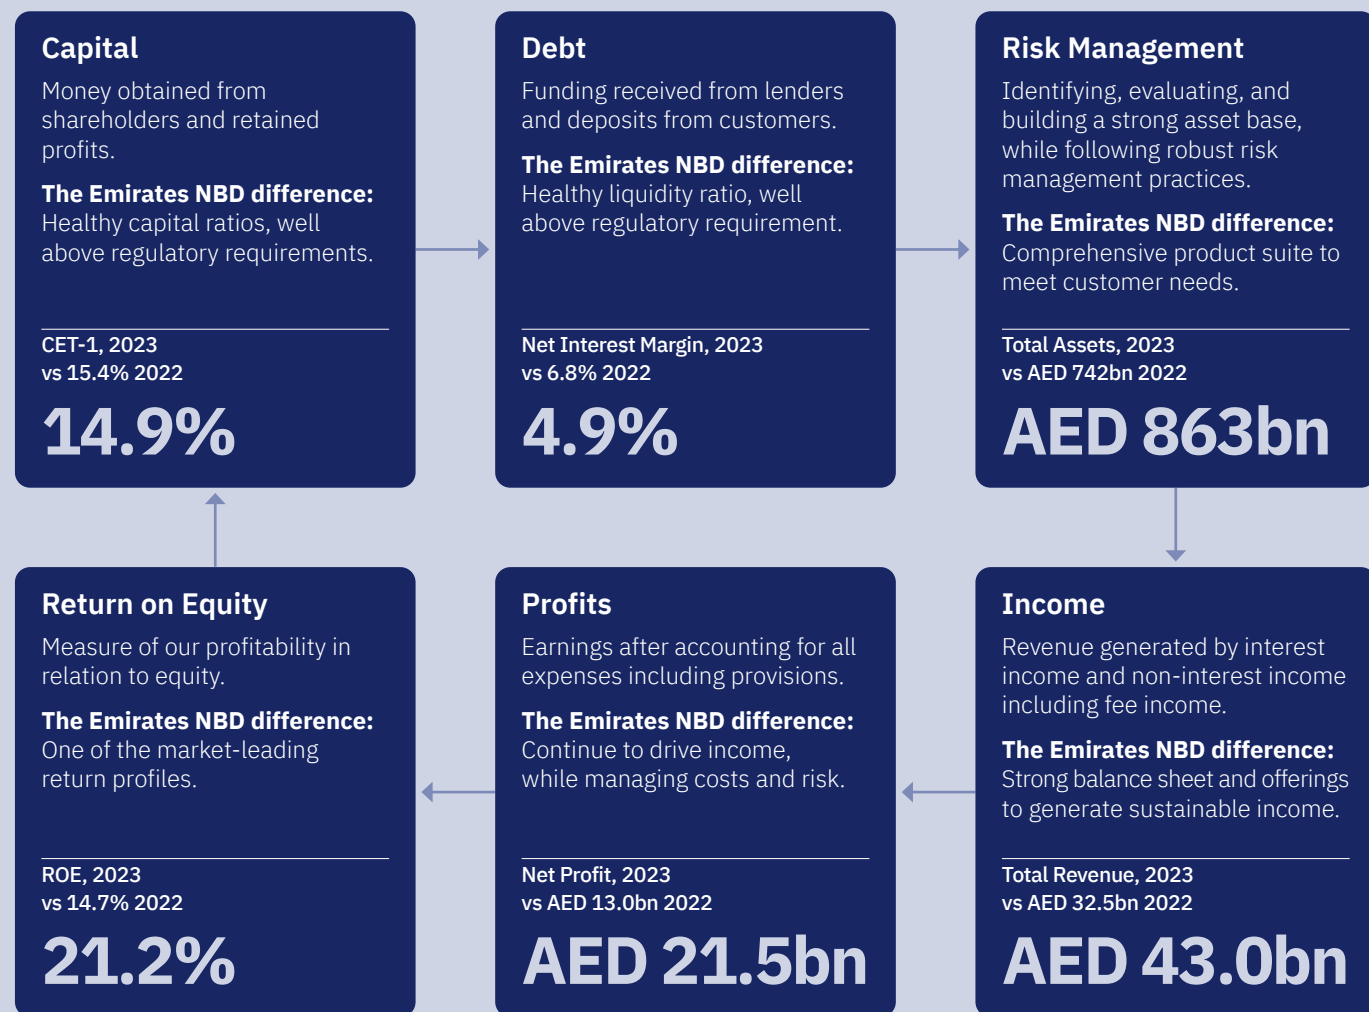 Capital
Money obtained from
shareholders and retained
profits.
The Emirates NBD difference:
Healthy capital ratios, well
above regulatory requirements.
CET-1, 2023
vs 15.4% 2022
14.9%
Debt
Funding received from lenders
and deposits from customers.
The Emirates NBD difference:
Healthy liquidity ratio, well
above regulatory requirement.
Net Interest Margin, 2023
vs 6.8% 2022
4.9%
Risk Management
Identifying, evaluating, and
building a strong asset base,
while following robust risk
management practices.
The Emirates NBD difference:
Comprehensive product suite to
meet customer needs.
Total Assets, 2023
vs AED 742bn 2022
AED 863bn
Return on Equity
Measure of our profitability in
relation to equity.
The Emirates NBD difference:
One of the market-leading
return profiles.
ROE, 2023
vs 14.7% 2022
21.2%
Profits
Earnings after accounting for all
expenses including provisions.
The Emirates NBD difference:
Continue to drive income,
while managing costs and risk.
Net Profit, 2023
vs AED 13.0bn 2022
AED 21.5bn
Income
Revenue generated by interest
income and non-interest income
including fee income.
The Emirates NBD difference:
Strong balance sheet and offerings
to generate sustainable income.
Total Revenue, 2023
vs AED 32.5bn 2022
AED 43.0bn